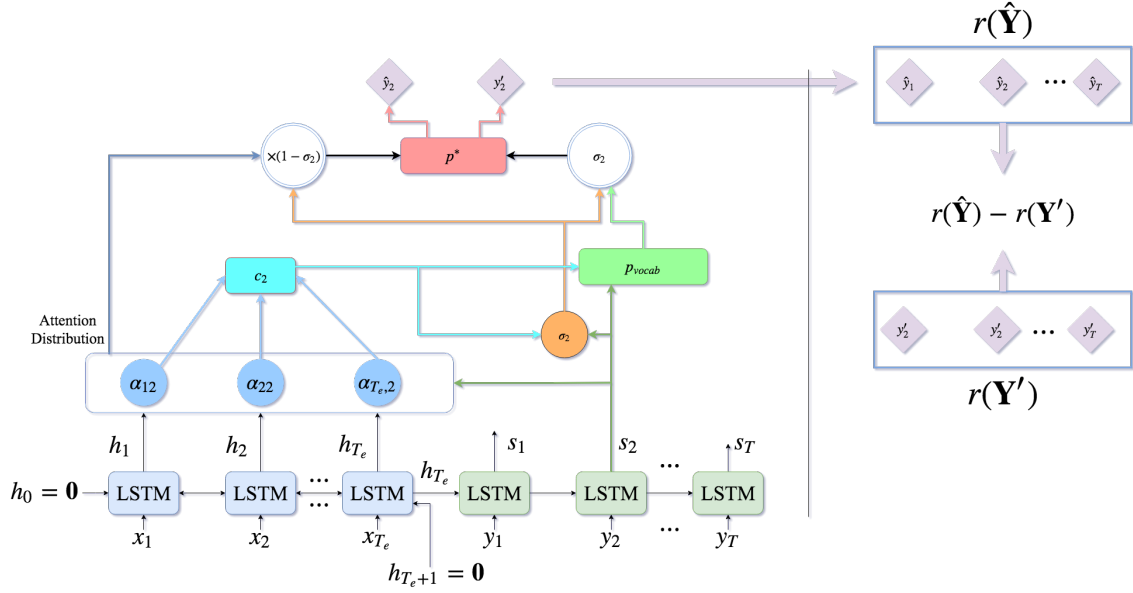 r(Ŷ)
ŷ₂ y′₂
ŷ₁ ŷ₂ ... ŷ_T
×(1 − σ₂) p* σ₂
r(Ŷ) − r(Y′)
c₂ p_vocab
Attention
Distribution
σ₂
y′₂ y′₂ ... y′_T
α₁₂ α₂₂ α_{T_e,2}
r(Y′)
h₁ h₂ h_{T_e} h_{T_e} s₁ s₂ ... s_T
h₀ = 0 LSTM LSTM ... ... LSTM LSTM LSTM LSTM
x₁ x₂ x_{T_e} y₁ y₂ ... y_T
h_{T_e+1} = 0